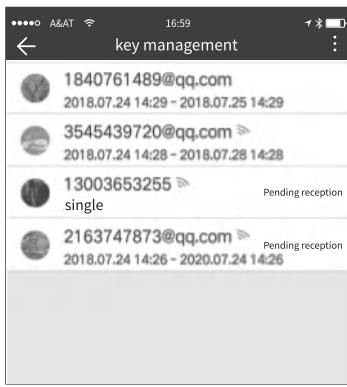 A&AT 16:59
key management
1840761489@qq.com
2018.07.24 14:29 - 2018.07.25 14:29
3545439720@qq.com
2018.07.24 14:28 - 2018.07.28 14:28
13003653255
single
Pending reception
2163747873@qq.com
Pending reception
2018.07.24 14:26 - 2020.07.24 14:26